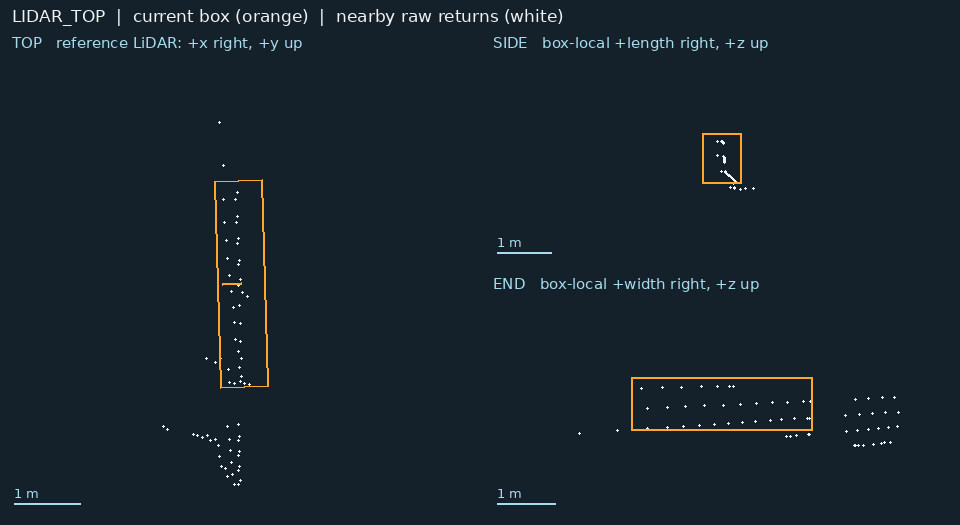 LIDAR_TOP | current box (orange) | nearby raw returns (white)
TOP reference LiDAR: +x right, +y up
SIDE box-local +length right, +z up
1 m
END box-local +width right, +z up
1 m
1 m